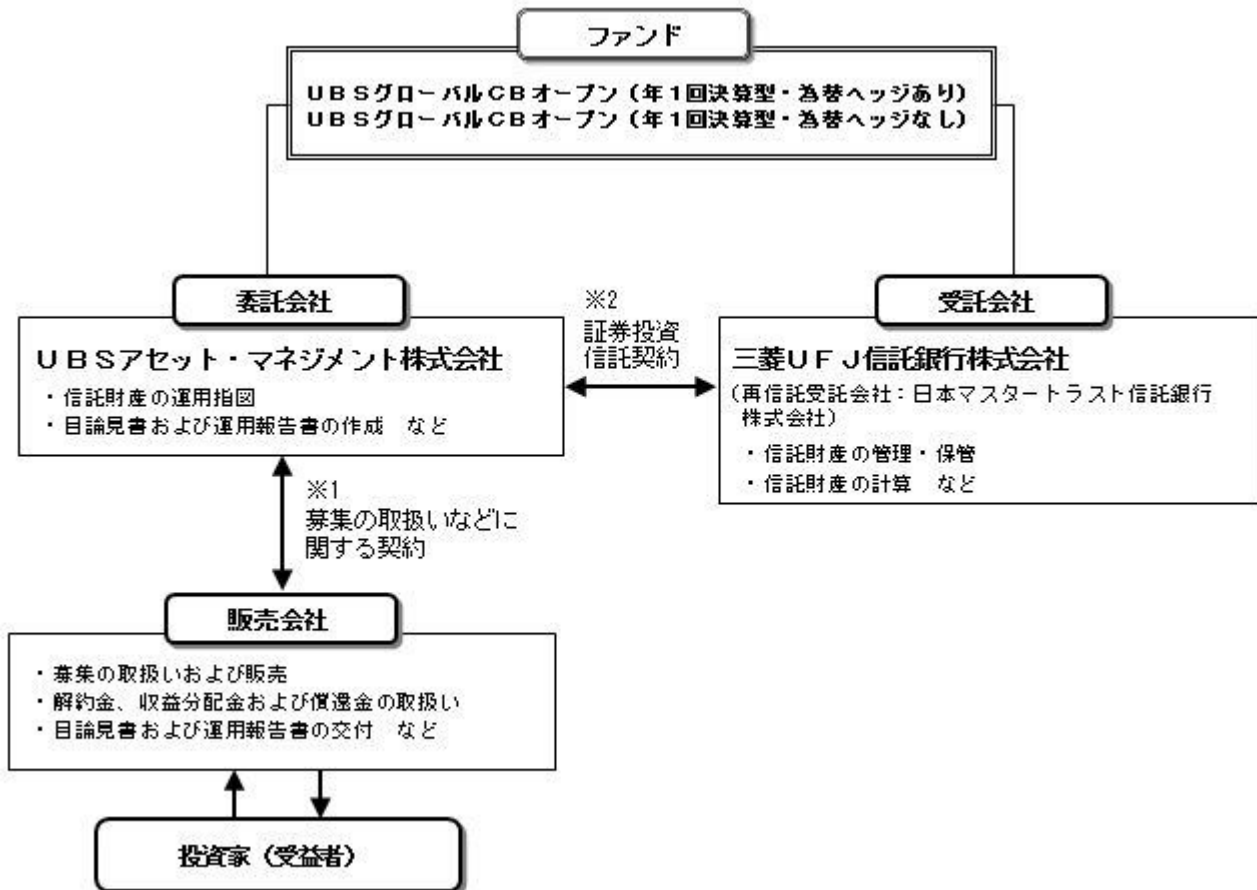 ファンド
UBSグローバルCBオープン（年1回決算型・為替ヘッジあり）
UBSグローバルCBオープン（年1回決算型・為替ヘッジなし）
委託会社
UBSアセット・マネジメント株式会社
・信託財産の運用指図
・目論見書および運用報告書の作成　など
※2
証券投資
信託契約
受託会社
三菱UFJ信託銀行株式会社
（再信託受託会社：日本マスタートラスト信託銀行
株式会社）
・信託財産の管理・保管
・信託財産の計算　など
※1
募集の取扱いなどに
関する契約
販売会社
・募集の取扱いおよび販売
・解約金、収益分配金および償還金の取扱い
・目論見書および運用報告書の交付　など
投資家（受益者）